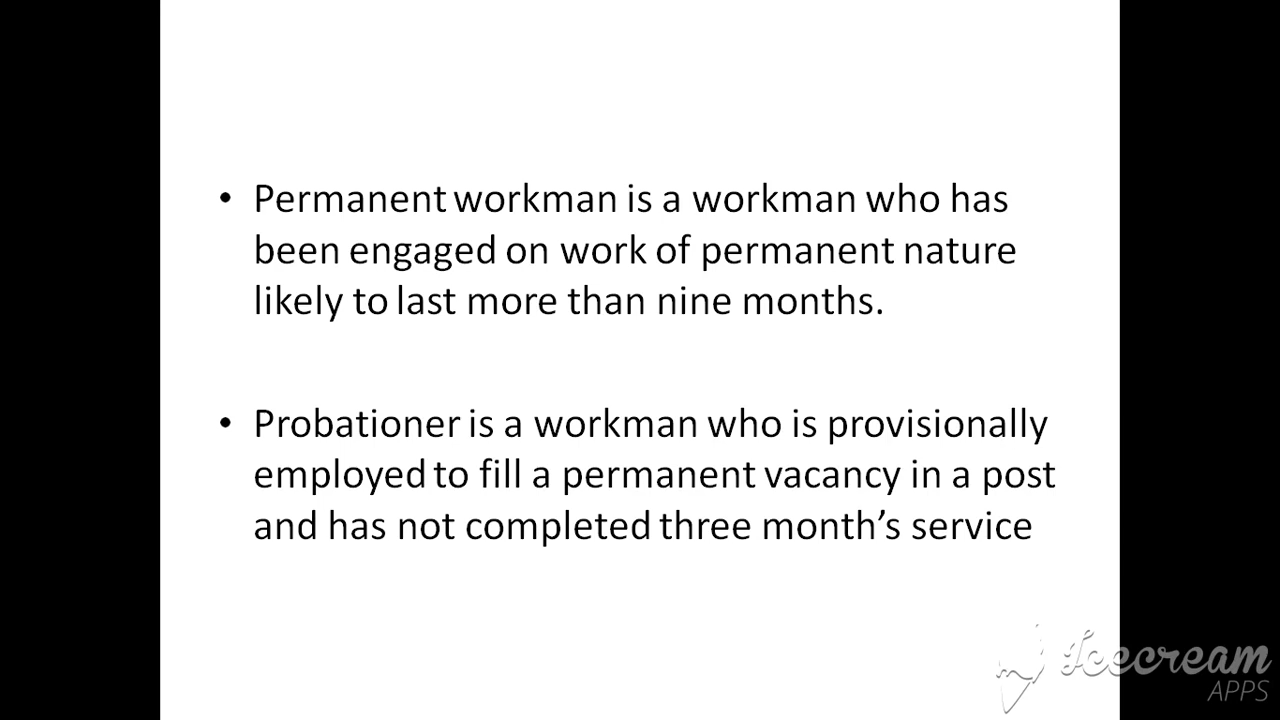 • Permanent workman is a workman who has
been engaged on work of permanent nature
likely to last more than nine months.
• Probationer is a workman who is provisionally
employed to fill a permanent vacancy in a post
and has not completed three month’s service
Icecream
APPS